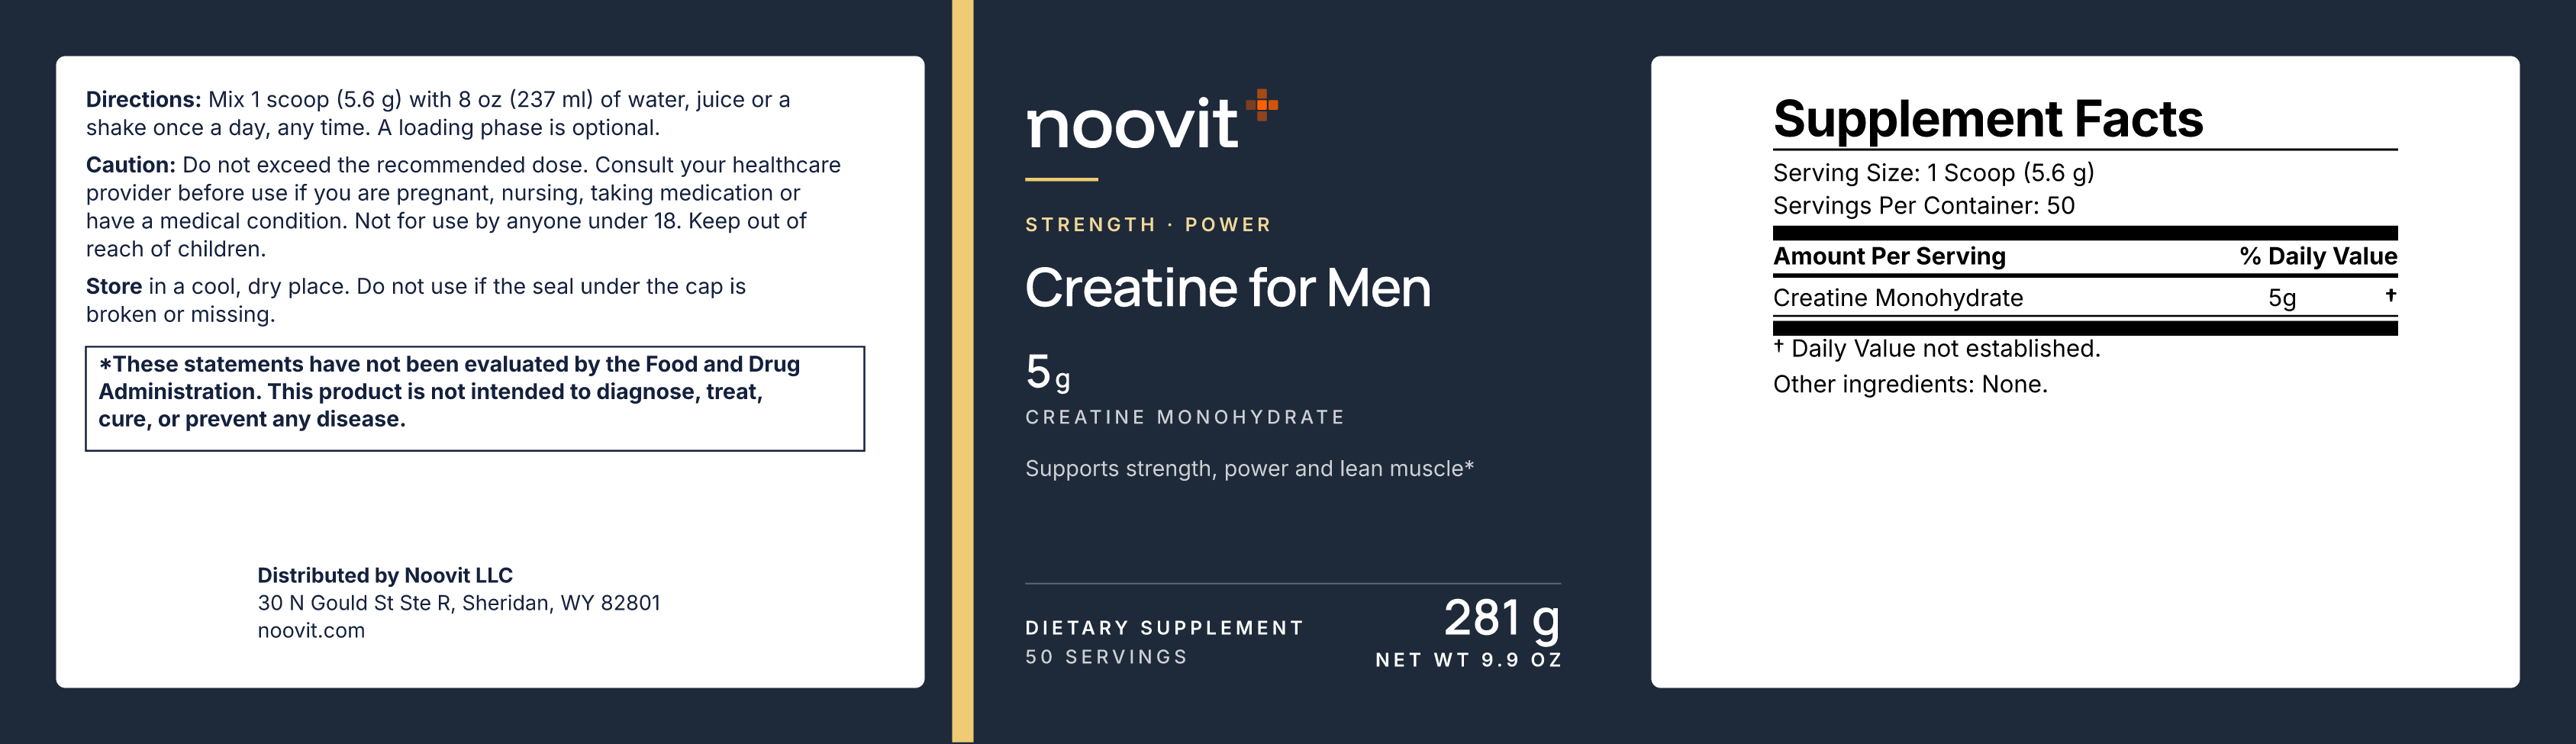 Directions: Mix 1 scoop (5.6 g) with 8 oz (237 ml) of water, juice or a
shake once a day, any time. A loading phase is optional.
Caution: Do not exceed the recommended dose. Consult your healthcare
provider before use if you are pregnant, nursing, taking medication or
have a medical condition. Not for use by anyone under 18. Keep out of
reach of children.
Store in a cool, dry place. Do not use if the seal under the cap is
broken or missing.
*These statements have not been evaluated by the Food and Drug
Administration. This product is not intended to diagnose, treat,
cure, or prevent any disease.
Distributed by Noovit LLC
30 N Gould St Ste R, Sheridan, WY 82801
noovit.com
noovit
STRENGTH · POWER
Creatine for Men
5 g
CREATINE MONOHYDRATE
Supports strength, power and lean muscle*
DIETARY SUPPLEMENT
50 SERVINGS
281 g
NET WT 9.9 OZ
Supplement Facts
Serving Size: 1 Scoop (5.6 g)
Servings Per Container: 50
Amount Per Serving % Daily Value
Creatine Monohydrate 5g †
† Daily Value not established.
Other ingredients: None.